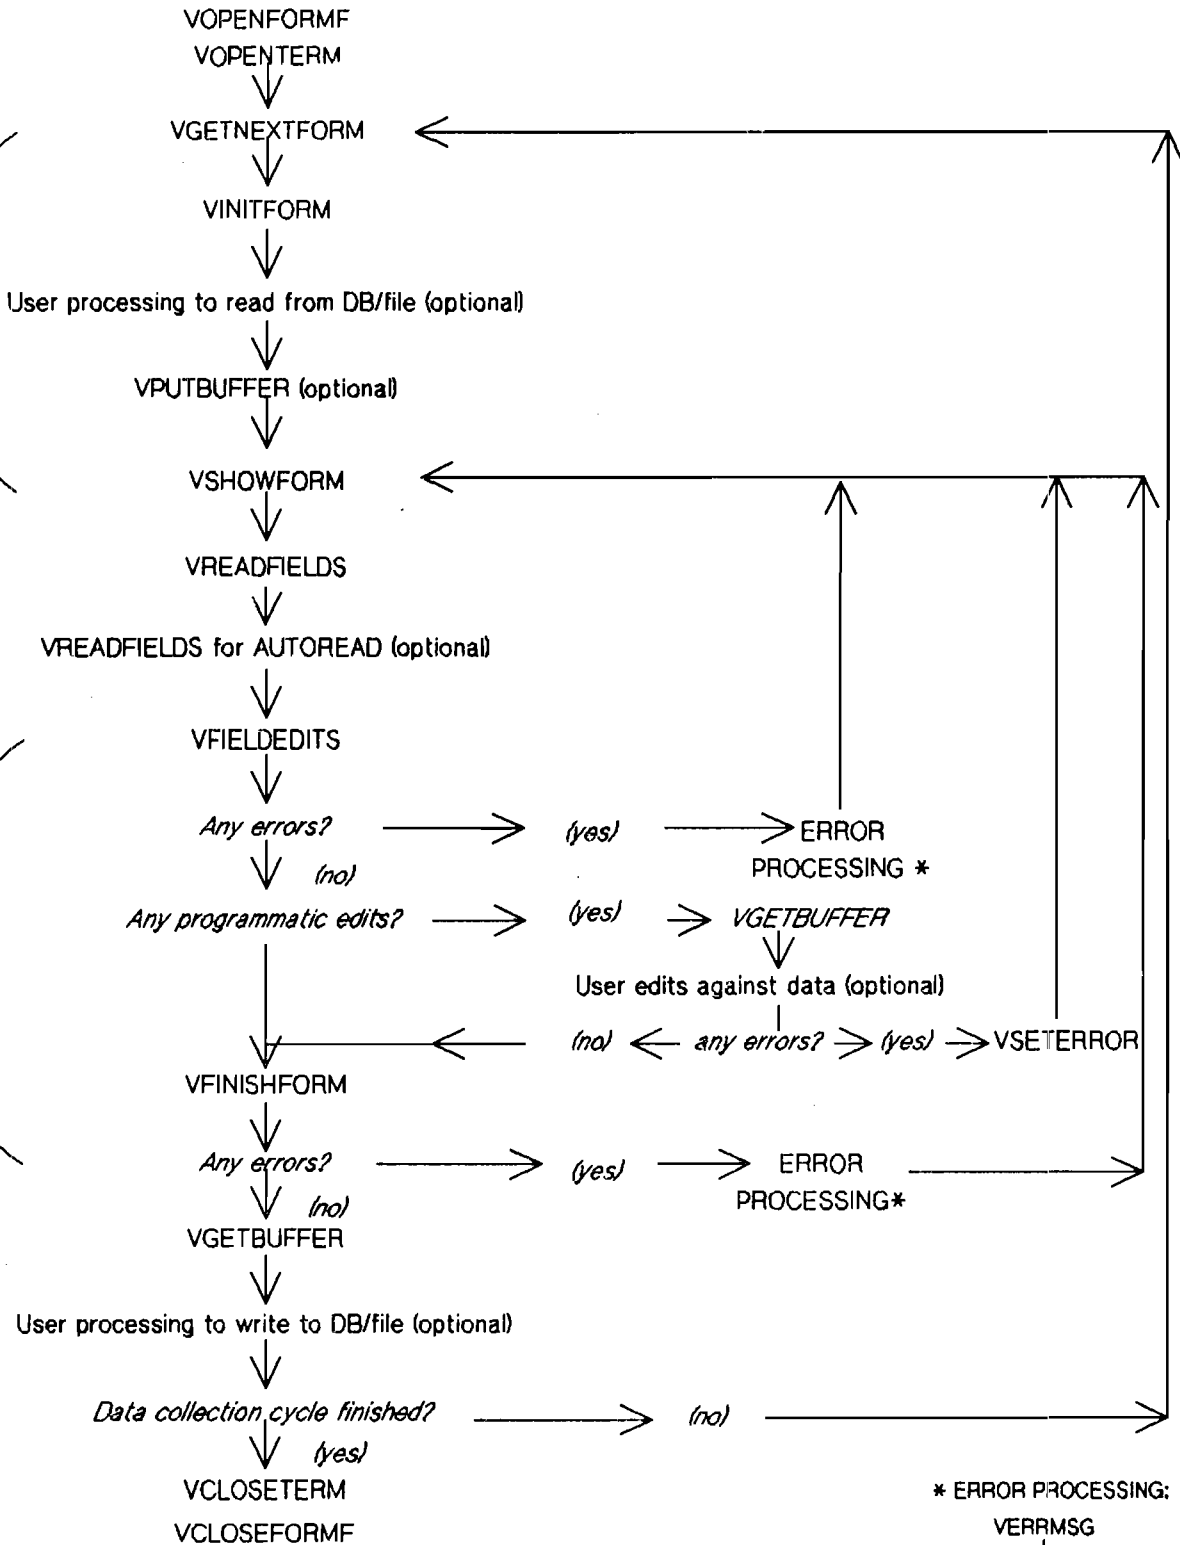 VOPENFORMF
VOPENTERM
VGETNEXTFORM
VINITFORM
User processing to read from DB/file (optional)
VPUTBUFFER (optional)
VSHOWFORM
VREADFIELDS
VREADFIELDS for AUTOREAD (optional)
VFIELDEDITS
Any errors? (yes) ERROR
(no) PROCESSING *
Any programmatic edits? (yes) VGETBUFFER
User edits against data (optional)
(no) any errors? (yes) VSETERROR
VFINISHFORM
Any errors? (yes) ERROR
(no) PROCESSING*
VGETBUFFER
User processing to write to DB/file (optional)
Data collection cycle finished? (no)
(yes)
VCLOSETERM
VCLOSEFORMF
* ERROR PROCESSING:
VERRMSG